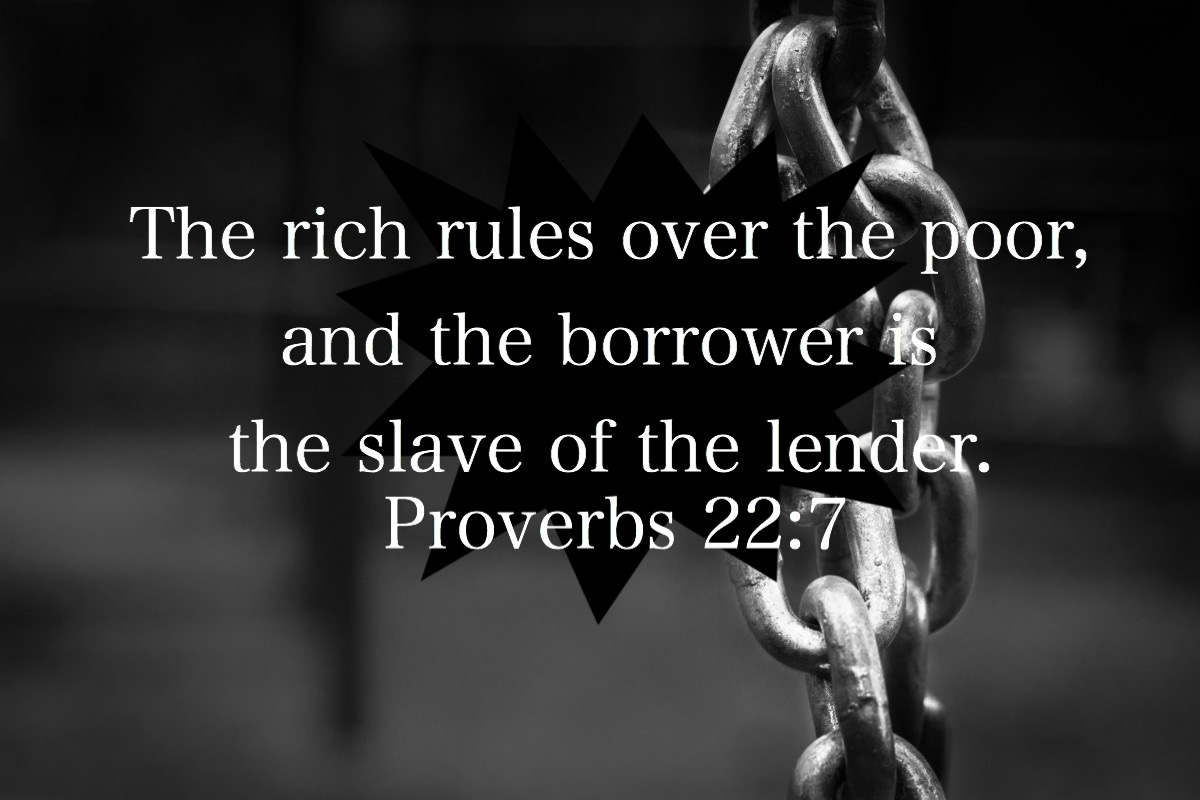 The rich rules over the poor,
and the borrower is
the slave of the lender.
Proverbs 22:7